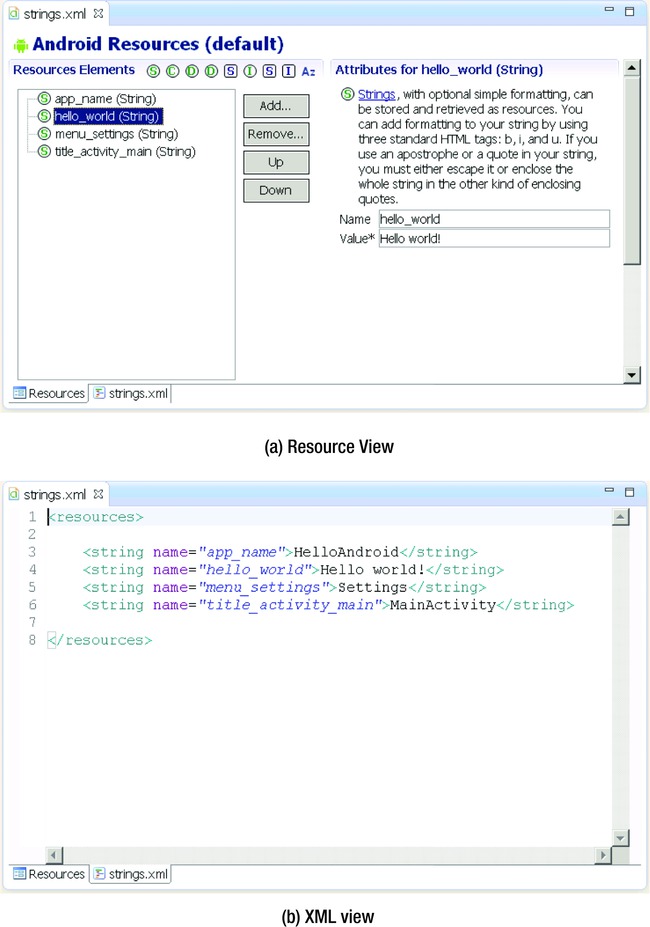 strings.xml
Android Resources (default)
Resources Elements S C D D S I S I Az
app_name (String)
hello_world (String)
menu_settings (String)
title_activity_main (String)
Add...
Remove...
Up
Down
Attributes for hello_world (String)
Strings, with optional simple formatting, can
be stored and retrieved as resources. You
can add formatting to your string by using
three standard HTML tags: b, i, and u. If you
use an apostrophe or a quote in your string,
you must either escape it or enclose the
whole string in the other kind of enclosing
quotes.
Name hello_world
Value* Hello world!
Resources strings.xml
(a) Resource View
strings.xml
1 <resources>
2
3 <string name="app_name">HelloAndroid</string>
4 <string name="hello_world">Hello world!</string>
5 <string name="menu_settings">Settings</string>
6 <string name="title_activity_main">MainActivity</string>
7
8 </resources>
Resources strings.xml
(b) XML view